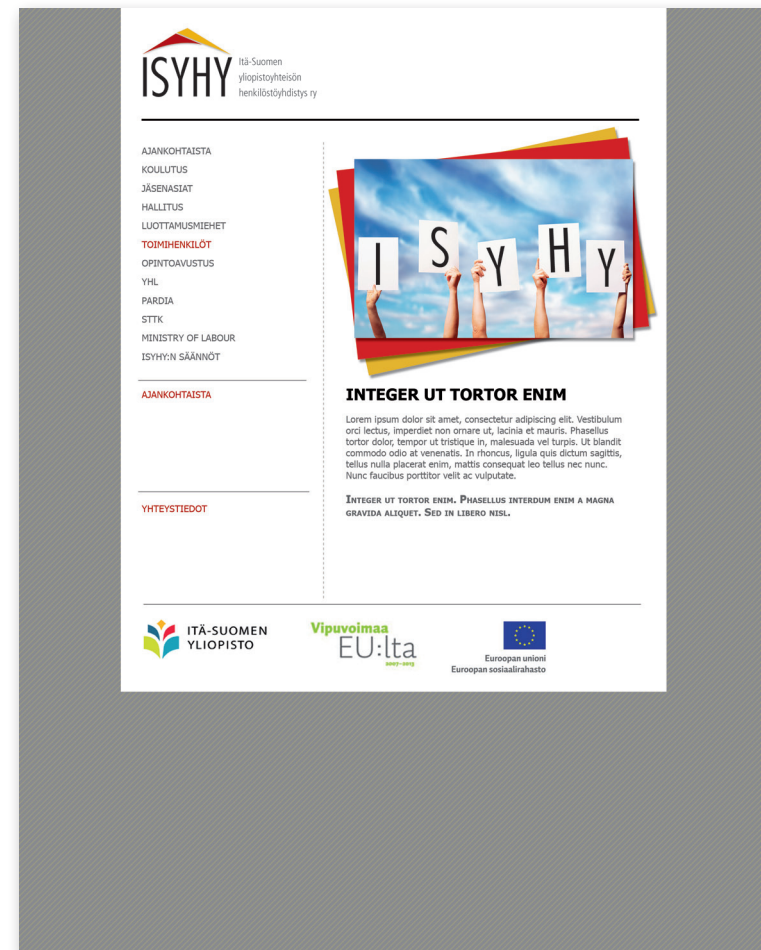 ISYHY
Itä-Suomen
yliopistoyhteisön
henkilöstöyhdistys ry
AJANKOHTAISTA
KOULUTUS
JÄSENASIAT
HALLITUS
LUOTTAMUSMIEHET
TOIMIHENKILÖT
OPINTOAVUSTUS
YHL
PARDIA
STTK
MINISTRY OF LABOUR
ISYHY:N SÄÄNNÖT
AJANKOHTAISTA
YHTEYSTIEDOT
I S Y H Y
INTEGER UT TORTOR ENIM
Lorem ipsum dolor sit amet, consectetur adipiscing elit. Vestibulum
orci lectus, imperdiet non ornare ut, lacinia et mauris. Phasellus
tortor dolor, tempor ut tristique in, malesuada vel turpis. Ut blandit
commodo odio at venenatis. In rhoncus, ligula quis dictum sagittis,
tellus nulla placerat enim, mattis consequat leo tellus nec nunc.
Nunc faucibus porttitor velit ac vulputate.
Integer ut tortor enim. Phasellus interdum enim a magna
gravida aliquet. Sed in libero nisl.
ITÄ-SUOMEN
YLIOPISTO
Vipuvoimaa
EU:lta
2007–2013
Euroopan unioni
Euroopan sosiaalirahasto